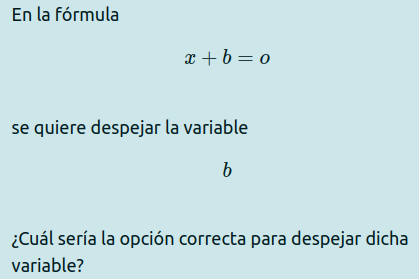 En la fórmula
x + b = o
se quiere despejar la variable
b
¿Cuál sería la opción correcta para despejar dicha
variable?